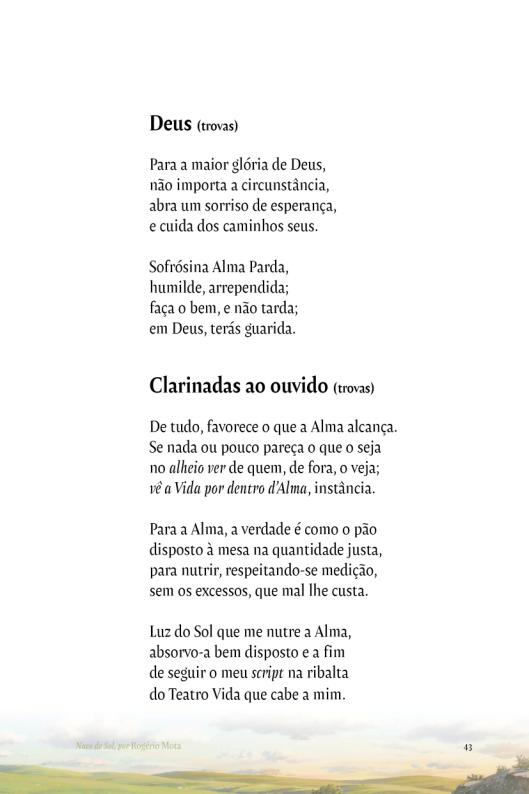 Deus (trovas)
Para a maior glória de Deus,
não importa a circunstância,
abra um sorriso de esperança,
e cuida dos caminhos seus.
Sofrósina Alma Parda,
humilde, arrependida;
faça o bem, e não tarda;
em Deus, terás guarida.
Clarinadas ao ouvido (trovas)
De tudo, favorece o que a Alma alcança.
Se nada ou pouco pareça o que o seja
no alheio ver de quem, de fora, o veja;
vê a Vida por dentro d'Alma, instância.
Para a Alma, a verdade é como o pão
disposto à mesa na quantidade justa,
para nutrir, respeitando-se medição,
sem os excessos, que mal lhe custa.
Luz do Sol que me nutre a Alma,
absorvo-a bem disposto e a fim
de seguir o meu script na ribalta
do Teatro Vida que cabe a mim.
de Sol, por Rogério Mota
43